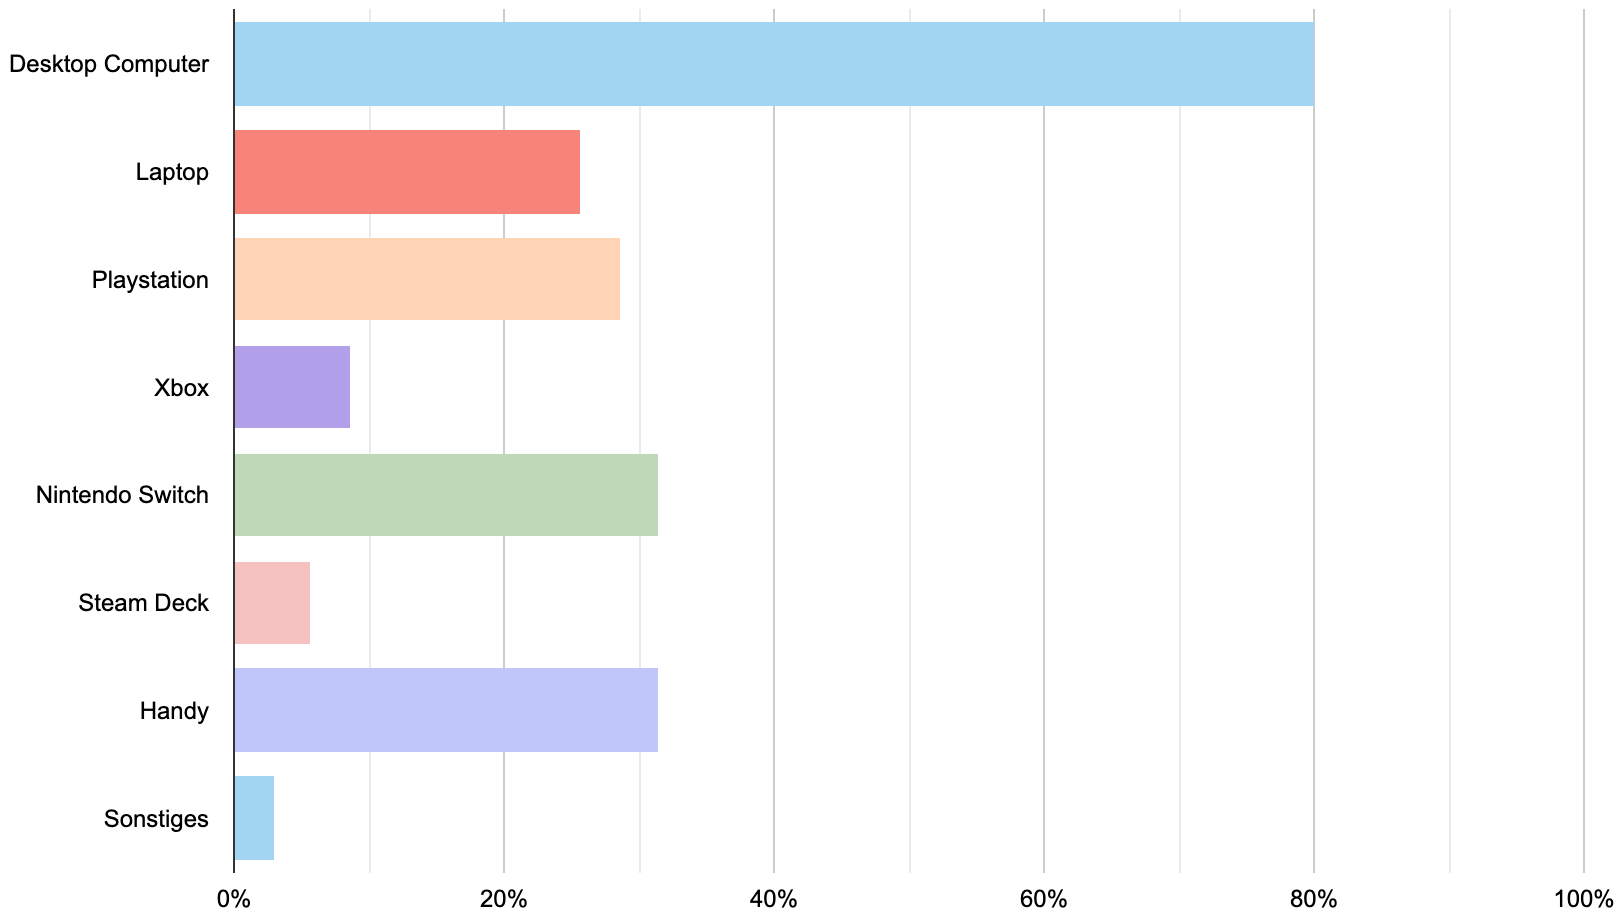 Desktop Computer
Laptop
Playstation
Xbox
Nintendo Switch
Steam Deck
Handy
Sonstiges
0% 20% 40% 60% 80% 100%